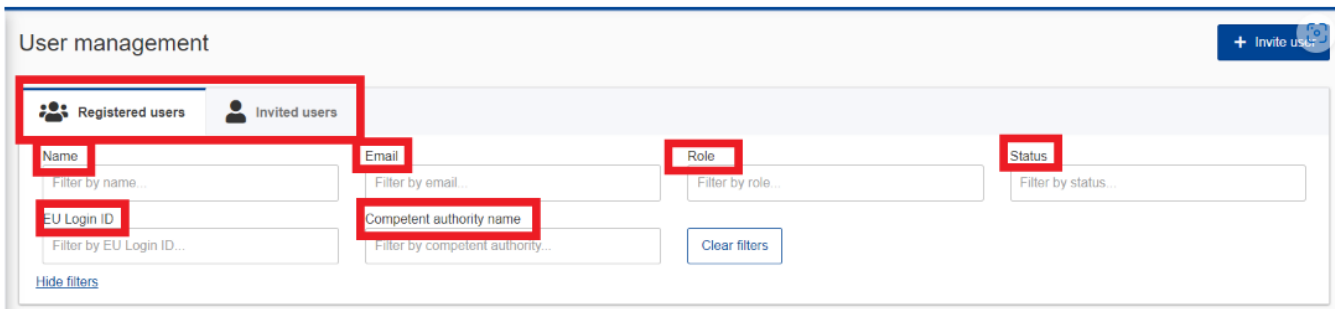 User management
+ Invite user
Registered users
Invited users
Name
Email
Role
Status
Filter by name...
Filter by email...
Filter by role...
Filter by status...
EU Login ID
Competent authority name
Filter by EU Login ID...
Filter by competent authority...
Clear filters
Hide filters